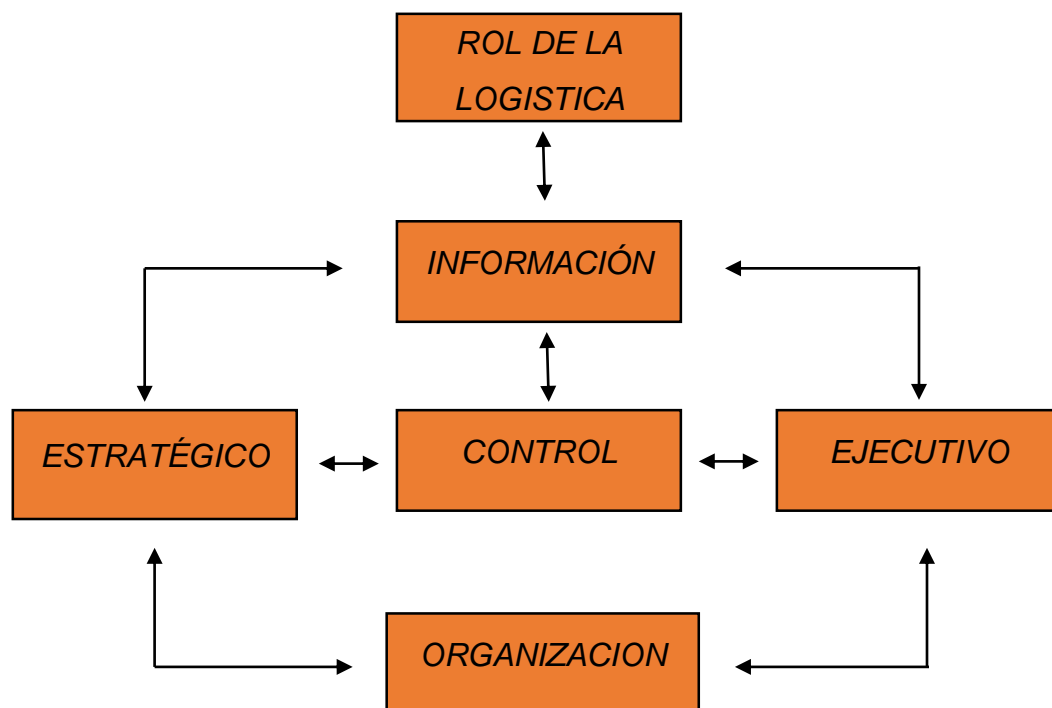 ROL DE LA
LOGISTICA
INFORMACIÓN
ESTRATÉGICO
CONTROL
EJECUTIVO
ORGANIZACION